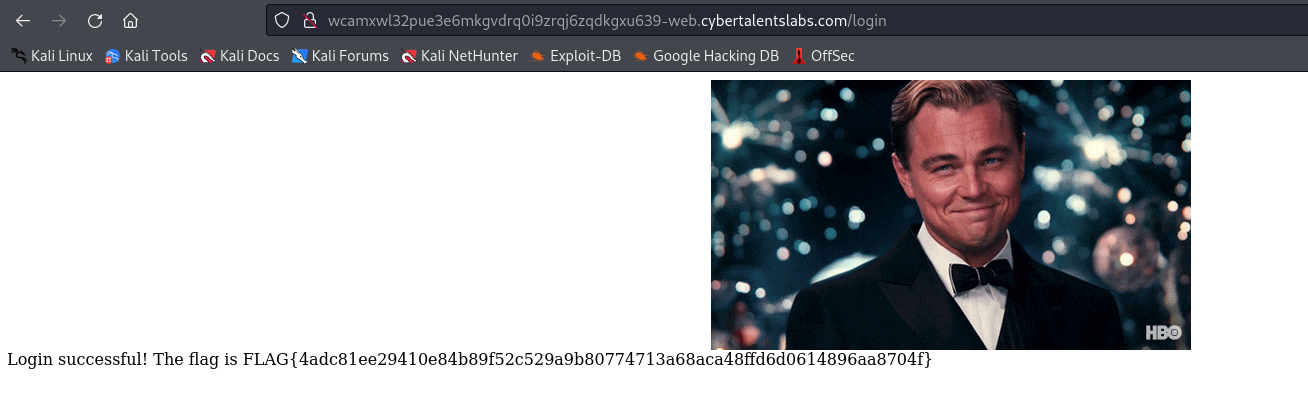 wcamxwl32pue3e6mkgvdrq0i9zrqj6zqdkgxu639-web.cybertalentslabs.com/login
Kali Linux Kali Tools Kali Docs Kali Forums Kali NetHunter Exploit-DB Google Hacking DB OffSec
HBO
Login successful! The flag is FLAG{4adc81ee29410e84b89f52c529a9b80774713a68aca48ffd6d0614896aa8704f}